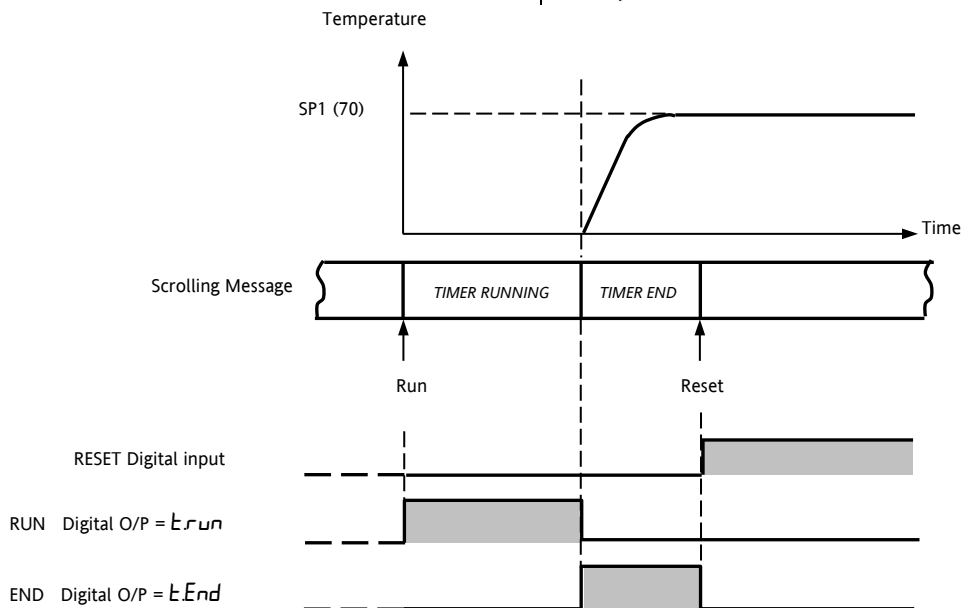 Temperature
SP1 (70)
Time
Scrolling Message
TIMER RUNNING
TIMER END
Run
Reset
RESET Digital input
RUN Digital O/P = t.run
END Digital O/P = t.End